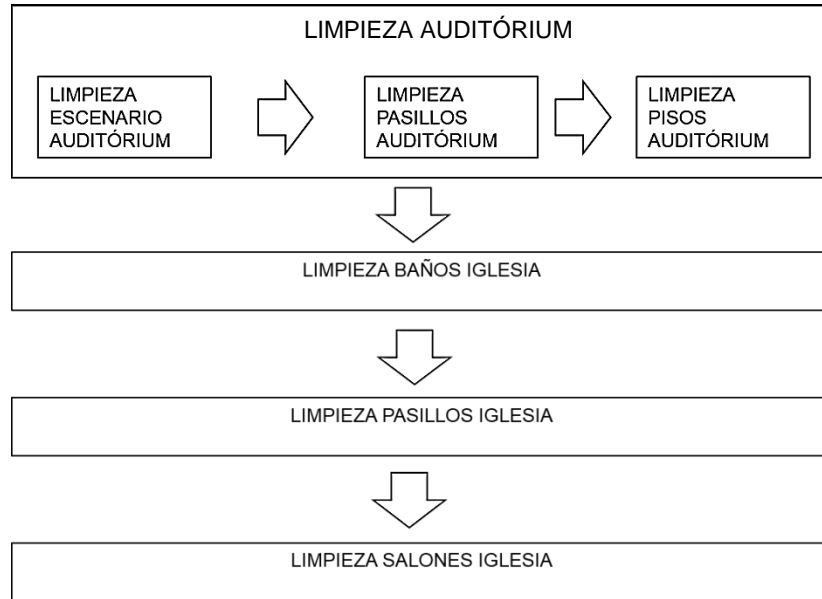 LIMPIEZA AUDITÓRIUM
LIMPIEZA
ESCENARIO
AUDITÓRIUM
LIMPIEZA
PASILLOS
AUDITÓRIUM
LIMPIEZA
PISOS
AUDITÓRIUM
LIMPIEZA BAÑOS IGLESIA
LIMPIEZA PASILLOS IGLESIA
LIMPIEZA SALONES IGLESIA